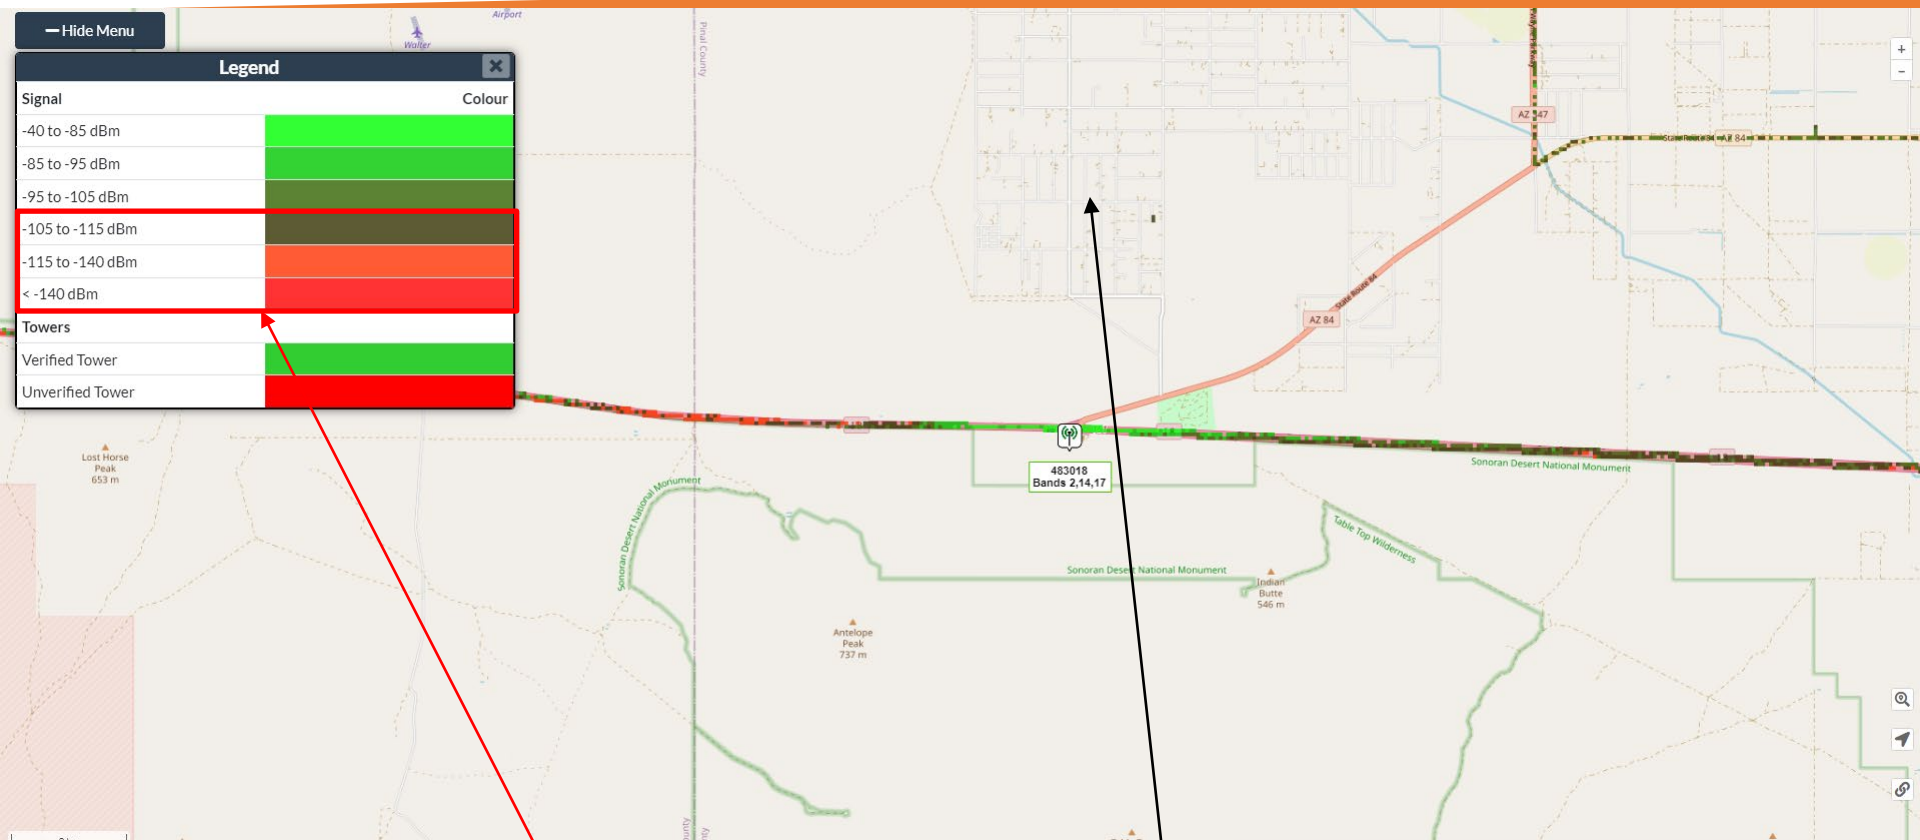 Hide Menu
Airport
Walter
Pinal County
Legend
Signal Colour
-40 to -85 dBm
-85 to -95 dBm
-95 to -105 dBm
-105 to -115 dBm
-115 to -140 dBm
< -140 dBm
Towers
Verified Tower
Unverified Tower
+
−
AZ 347
AZ 84
State Route 84
AZ 84
483018
Bands 2,14,17
Lost Horse
Peak
653 m
Sonoran Desert National Monument
Sonoran Desert National Monument
Table Top Wilderness
Sonoran Desert National Monument
Indian
Butte
546 m
Antelope
Peak
737 m